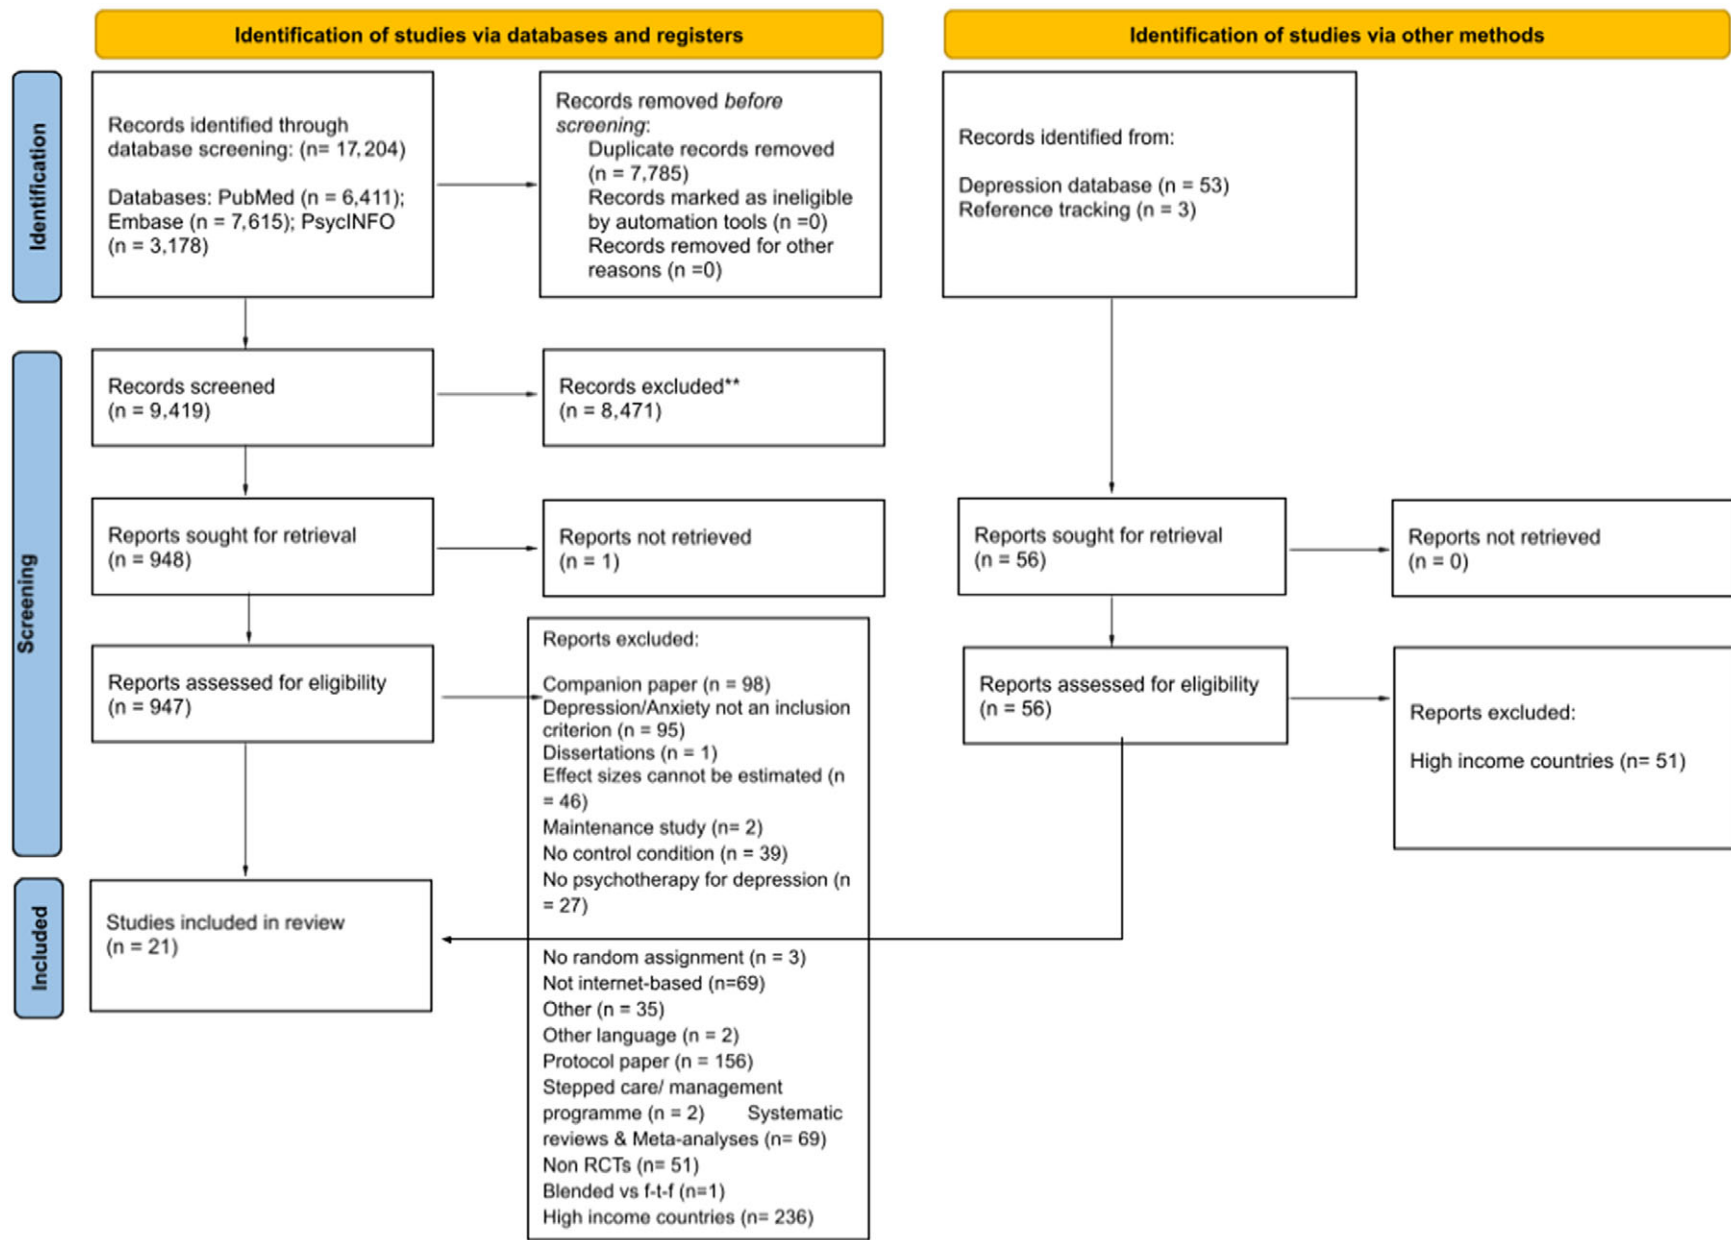 Identification of studies via databases and registers
Identification of studies via other methods
Identification
Records identified through
database screening: (n= 17,204)
Databases: PubMed (n = 6,411);
Embase (n = 7,615); PsycINFO
(n = 3,178)
Records removed before
screening:
Duplicate records removed
(n = 7,785)
Records marked as ineligible
by automation tools (n =0)
Records removed for other
reasons (n =0)
Records identified from:
Depression database (n = 53)
Reference tracking (n = 3)
Screening
Records screened
(n = 9,419)
Records excluded**
(n = 8,471)
Reports sought for retrieval
(n = 948)
Reports not retrieved
(n = 1)
Reports sought for retrieval
(n = 56)
Reports not retrieved
(n = 0)
Reports assessed for eligibility
(n = 947)
Reports excluded:
Companion paper (n = 98)
Depression/Anxiety not an inclusion
criterion (n = 95)
Dissertations (n = 1)
Effect sizes cannot be estimated (n
= 46)
Maintenance study (n= 2)
No control condition (n = 39)
No psychotherapy for depression (n
= 27)
No random assignment (n = 3)
Not internet-based (n=69)
Other (n = 35)
Other language (n = 2)
Protocol paper (n = 156)
Stepped care/ management
programme (n = 2) Systematic
reviews & Meta-analyses (n= 69)
Non RCTs (n= 51)
Blended vs f-t-f (n=1)
High income countries (n= 236)
Reports assessed for eligibility
(n = 56)
Reports excluded:
High income countries (n= 51)
Included
Studies included in review
(n = 21)